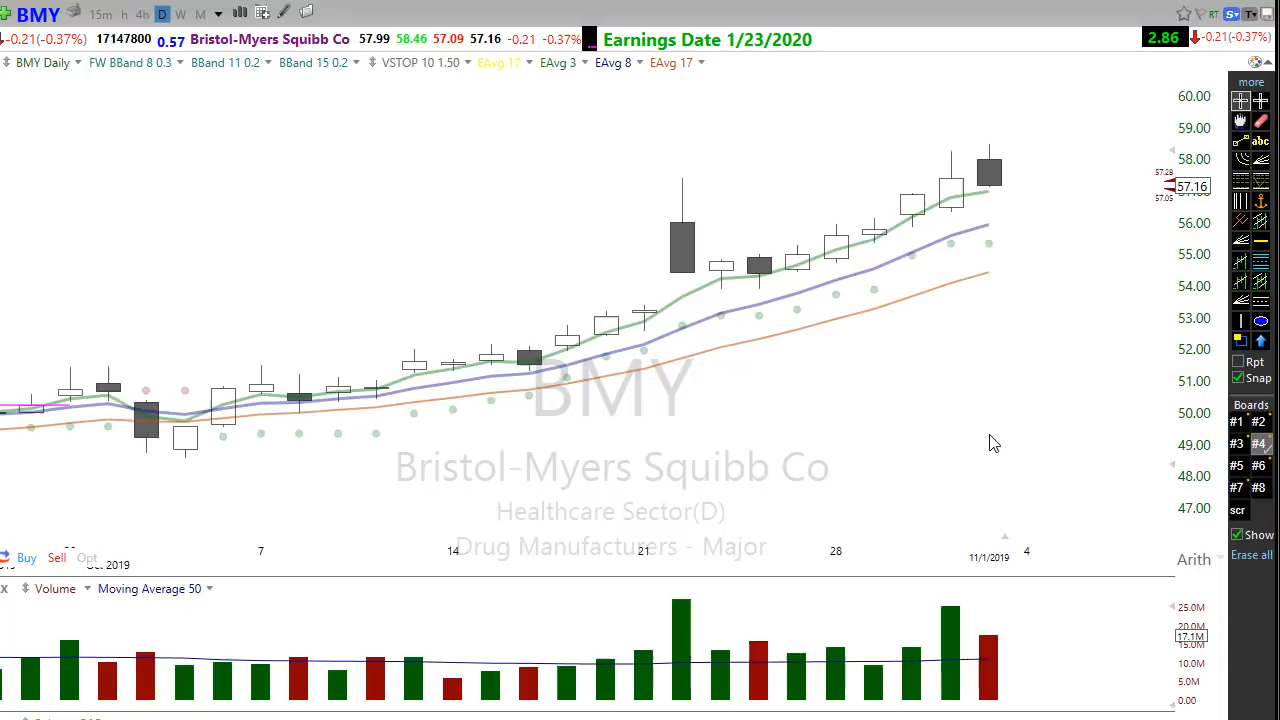 BMY 15m h 4h D W M RT S T
-0.21(-0.37%) 17147800 0.57 Bristol-Myers Squibb Co 57.99 58.46 57.09 57.16 -0.21 -0.37% Earnings Date 1/23/2020 2.86 -0.21(-0.37%)
BMY Daily FW BBand 8 0.3 BBand 11 0.2 BBand 15 0.2 VSTOP 10 1.50 EAvg 17 EAvg 3 EAvg 8 EAvg 17
more
60.00
59.00
abc
58.00
57.28
57.16
57.05
56.00
55.00
54.00
53.00
52.00
Rpt
Snap
51.00
BMY
Boards
50.00
#1 #2
49.00
#3 #4
Bristol-Myers Squibb Co
#5 #6
48.00
#7 #8
47.00
scr
Healthcare Sector(D)
Show
Drug Manufacturers - Major
Erase all
Buy Sell Opt
7 14 21 28 11/1/2019 4
Oct 2019
Arith
X Volume Moving Average 50
25.0M
20.0M
17.1M
15.0M
10.0M
5.0M
0.00